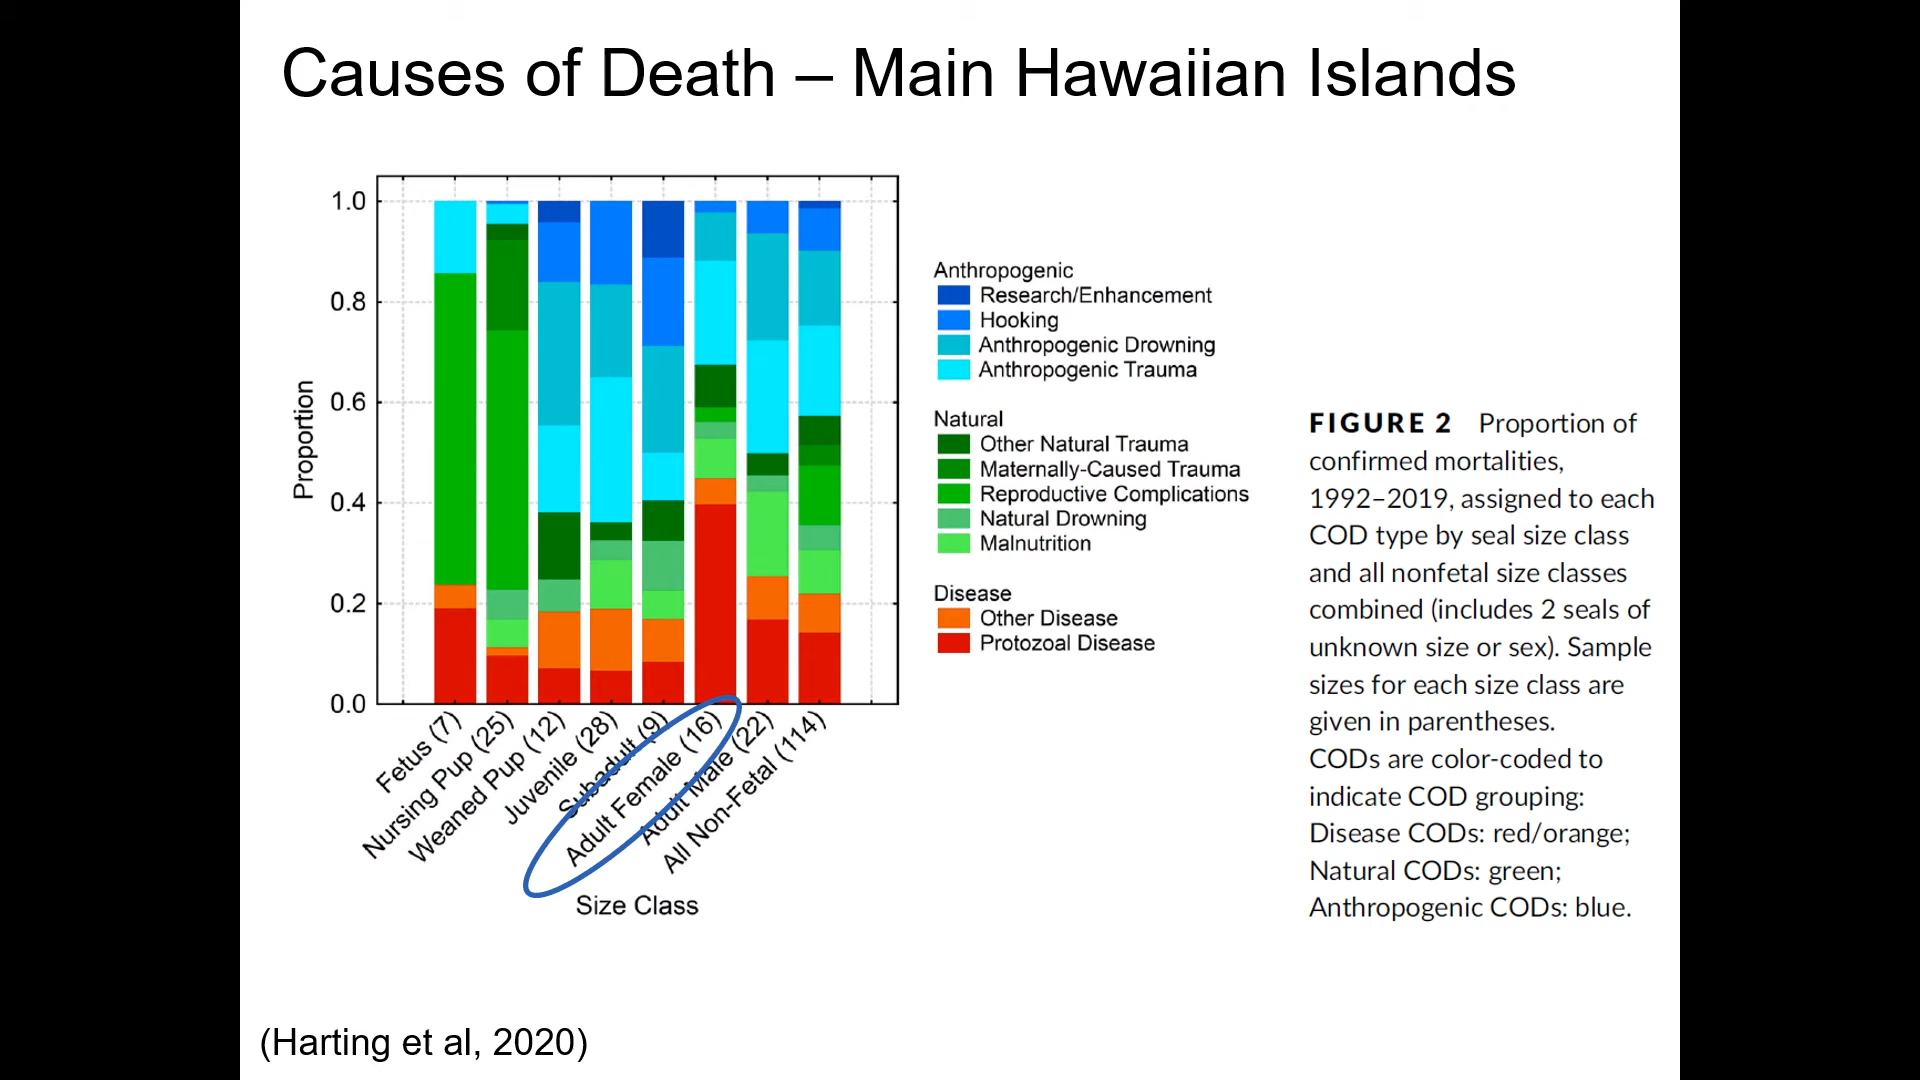 Causes of Death – Main Hawaiian Islands
1.0
0.8
0.6
0.4
0.2
0.0
Proportion
Fetus (7)
Nursing Pup (25)
Weaned Pup (12)
Juvenile (28)
Subadult (9)
Adult Female (16)
Adult Male (22)
All Non-Fetal (114)
Size Class
Anthropogenic
Research/Enhancement
Hooking
Anthropogenic Drowning
Anthropogenic Trauma
Natural
Other Natural Trauma
Maternally-Caused Trauma
Reproductive Complications
Natural Drowning
Malnutrition
Disease
Other Disease
Protozoal Disease
FIGURE 2 Proportion of
confirmed mortalities,
1992–2019, assigned to each
COD type by seal size class
and all nonfetal size classes
combined (includes 2 seals of
unknown size or sex). Sample
sizes for each size class are
given in parentheses.
CODs are color-coded to
indicate COD grouping:
Disease CODs: red/orange;
Natural CODs: green;
Anthropogenic CODs: blue.
(Harting et al, 2020)